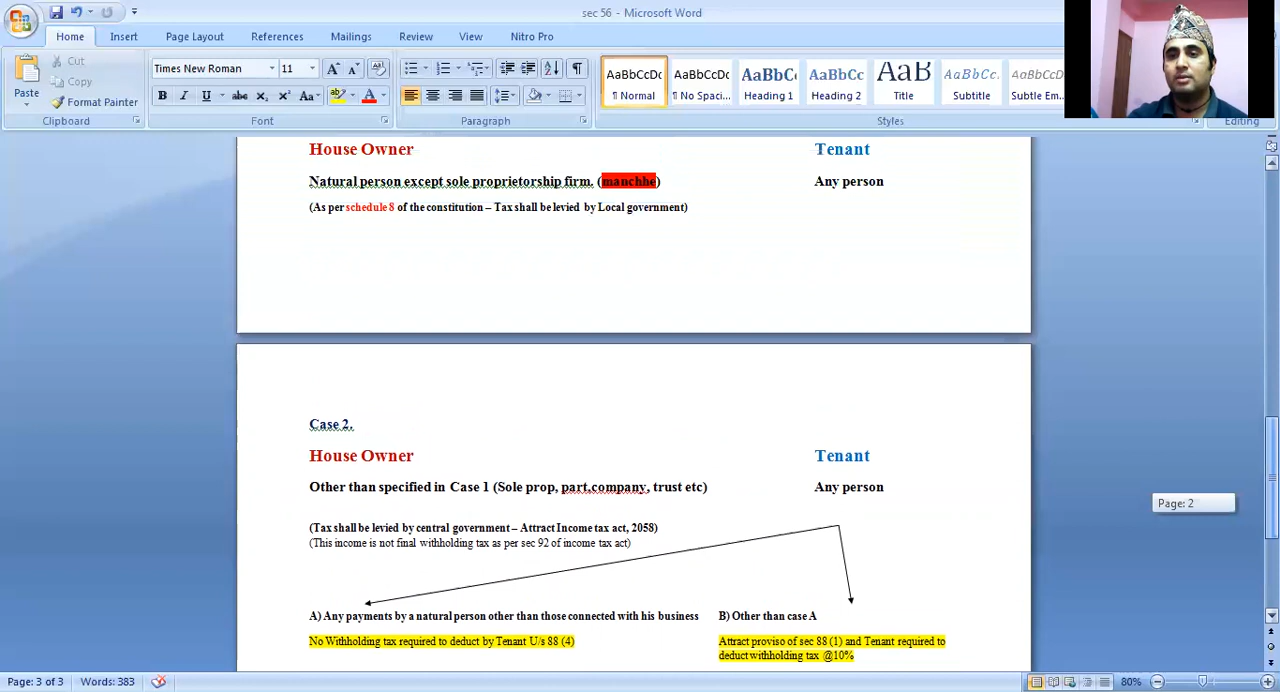 sec 56 - Microsoft Word
Home Insert Page Layout References Mailings Review View Nitro Pro
Paste
Cut
Copy
Format Painter
Clipboard
Times New Roman 11
Font
Paragraph
AaBbCcDc AaBbCcDc AaBbC AaBbCc AaB AaBbCc. AaBbCcDc
¶ Normal ¶ No Spaci... Heading 1 Heading 2 Title Subtitle Subtle Em...
Styles
Editing
House Owner Tenant
Natural person except sole proprietorship firm. (manchhe) Any person
(As per schedule 8 of the constitution – Tax shall be levied by Local government)
Case 2.
House Owner Tenant
Other than specified in Case 1 (Sole prop, part,company, trust etc) Any person
Page: 2
(Tax shall be levied by central government – Attract Income tax act, 2058)
(This income is not final withholding tax as per sec 92 of income tax act)
A) Any payments by a natural person other than those connected with his business B) Other than case A
No Withholding tax required to deduct by Tenant U/s 88 (4) Attract proviso of sec 88 (1) and Tenant required to
deduct withholding tax @10%
Page: 3 of 3 Words: 383 80%